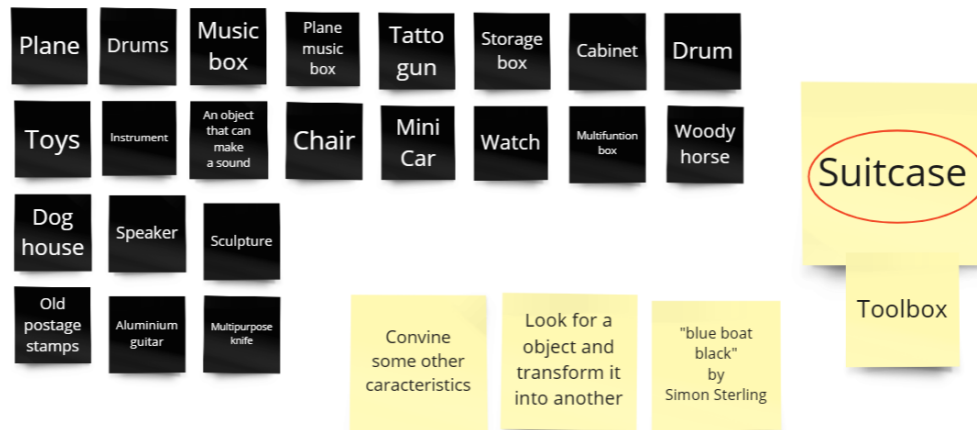 Plane
Drums
Music
box
Plane
music
box
Tatto
gun
Storage
box
Cabinet
Drum
Toys
Instrument
An object
that can
make
a sound
Chair
Mini
Car
Watch
Multifuntion
box
Woody
horse
Suitcase
Dog
house
Speaker
Sculpture
Toolbox
Old
postage
stamps
Aluminium
guitar
Multipurpose
knife
Convine
some other
caracteristics
Look for a
object and
transform it
into another
"blue boat
black"
by
Simon Sterling